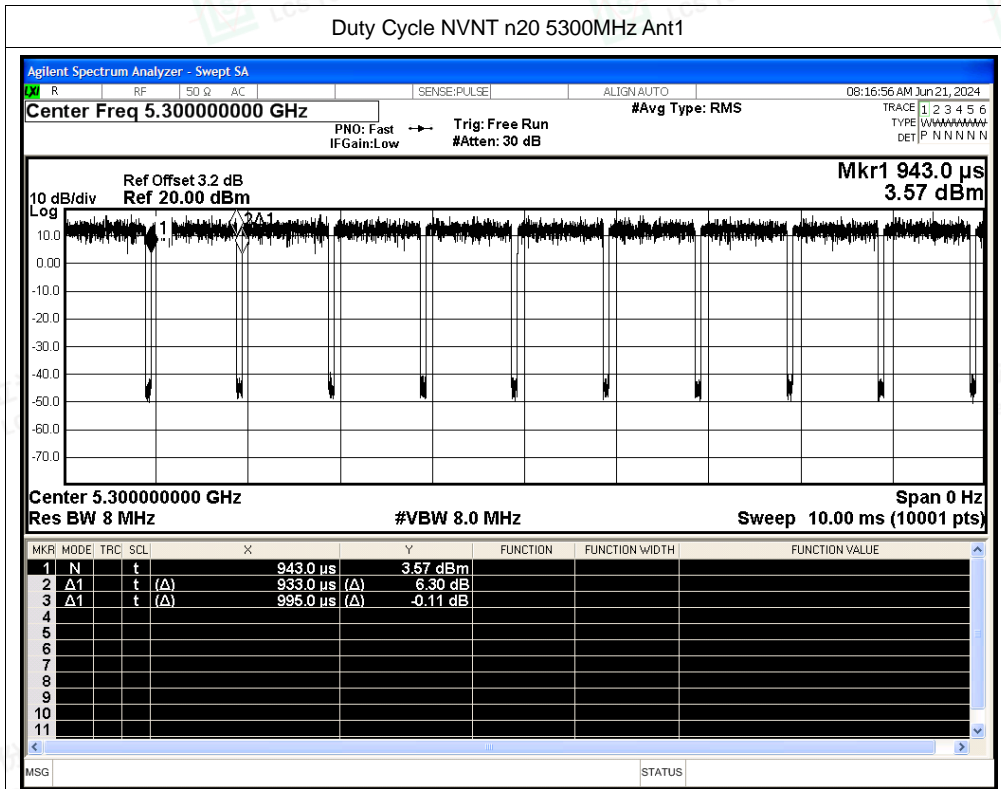 Duty Cycle NVNT n20 5300MHz Ant1
Agilent Spectrum Analyzer - Swept SA
LXI R RF 50 Ω AC SENSE:PULSE ALIGN AUTO 08:16:56 AM Jun 21, 2024
Center Freq 5.300000000 GHz #Avg Type: RMS TRACE 1 2 3 4 5 6
PNO: Fast Trig: Free Run TYPE
IFGain:Low #Atten: 30 dB DET P N N N N N
Mkr1 943.0 µs
Ref Offset 3.2 dB
10 dB/div Ref 20.00 dBm 3.57 dBm
Log
1 2Δ1
10.0
0.00
-10.0
-20.0
-30.0
-40.0
-50.0
-60.0
-70.0
Center 5.300000000 GHz Span 0 Hz
Res BW 8 MHz #VBW 8.0 MHz Sweep 10.00 ms (10001 pts)
MKR MODE TRC SCL X Y FUNCTION FUNCTION WIDTH FUNCTION VALUE
1 N t 943.0 µs 3.57 dBm
2 Δ1 t (Δ) 933.0 µs (Δ) 6.30 dB
3 Δ1 t (Δ) 995.0 µs (Δ) -0.11 dB
4
5
6
7
8
9
10
11
MSG STATUS